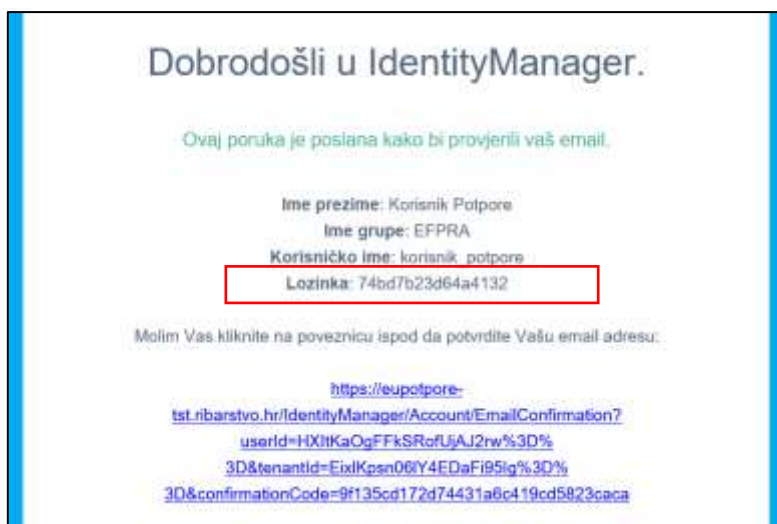 Dobrodošli u IdentityManager.
Ovaj poruka je poslana kako bi provjerili vaš email.
Ime prezime: Korisnik Potpore
Ime grupe: EFPRA
Korisničko ime: korisnik_potpore
Lozinka: 74bd7b23d64a4132
Molim Vas kliknite na poveznicu ispod da potvrdite Vašu email adresu:
https://eupotpore-
tst.ribarstvo.hr/IdentityManager/Account/EmailConfirmation?
userId=HXItKaOgFFkSRofUjAJ2rw%3D%
3D&tenantId=EixlKpsn06lY4EDaFi95lg%3D%
3D&confirmationCode=9f135cd172d74431a6c419cd5823caca